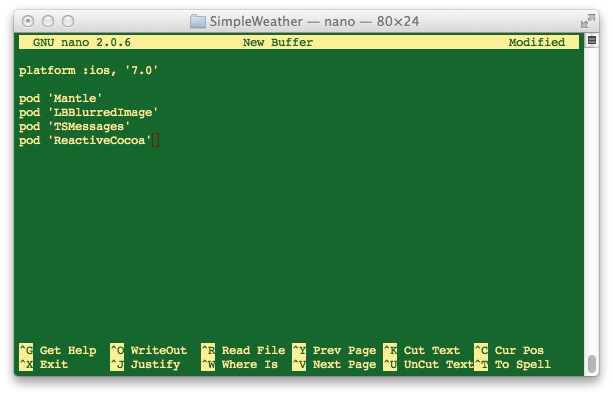 SimpleWeather — nano — 80×24
GNU nano 2.0.6 New Buffer Modified
platform :ios, '7.0'
pod 'Mantle'
pod 'LBBlurredImage'
pod 'TSMessages'
pod 'ReactiveCocoa'
^G Get Help ^O WriteOut ^R Read File ^Y Prev Page ^K Cut Text ^C Cur Pos
^X Exit ^J Justify ^W Where Is ^V Next Page ^U UnCut Text^T To Spell